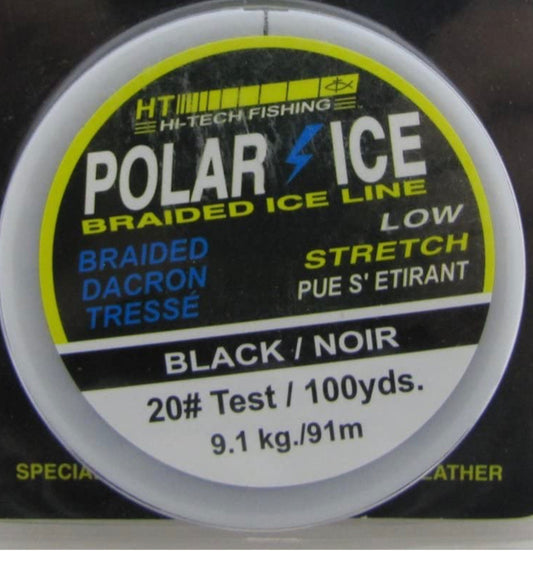 HT
HI-TECH FISHING
POLAR ICE
BRAIDED ICE LINE
BRAIDED
DACRON
TRESSÉ
LOW
STRETCH
PUE S' ETIRANT
BLACK / NOIR
20# Test / 100yds.
9.1 kg./91m
SPECIA
EATHER